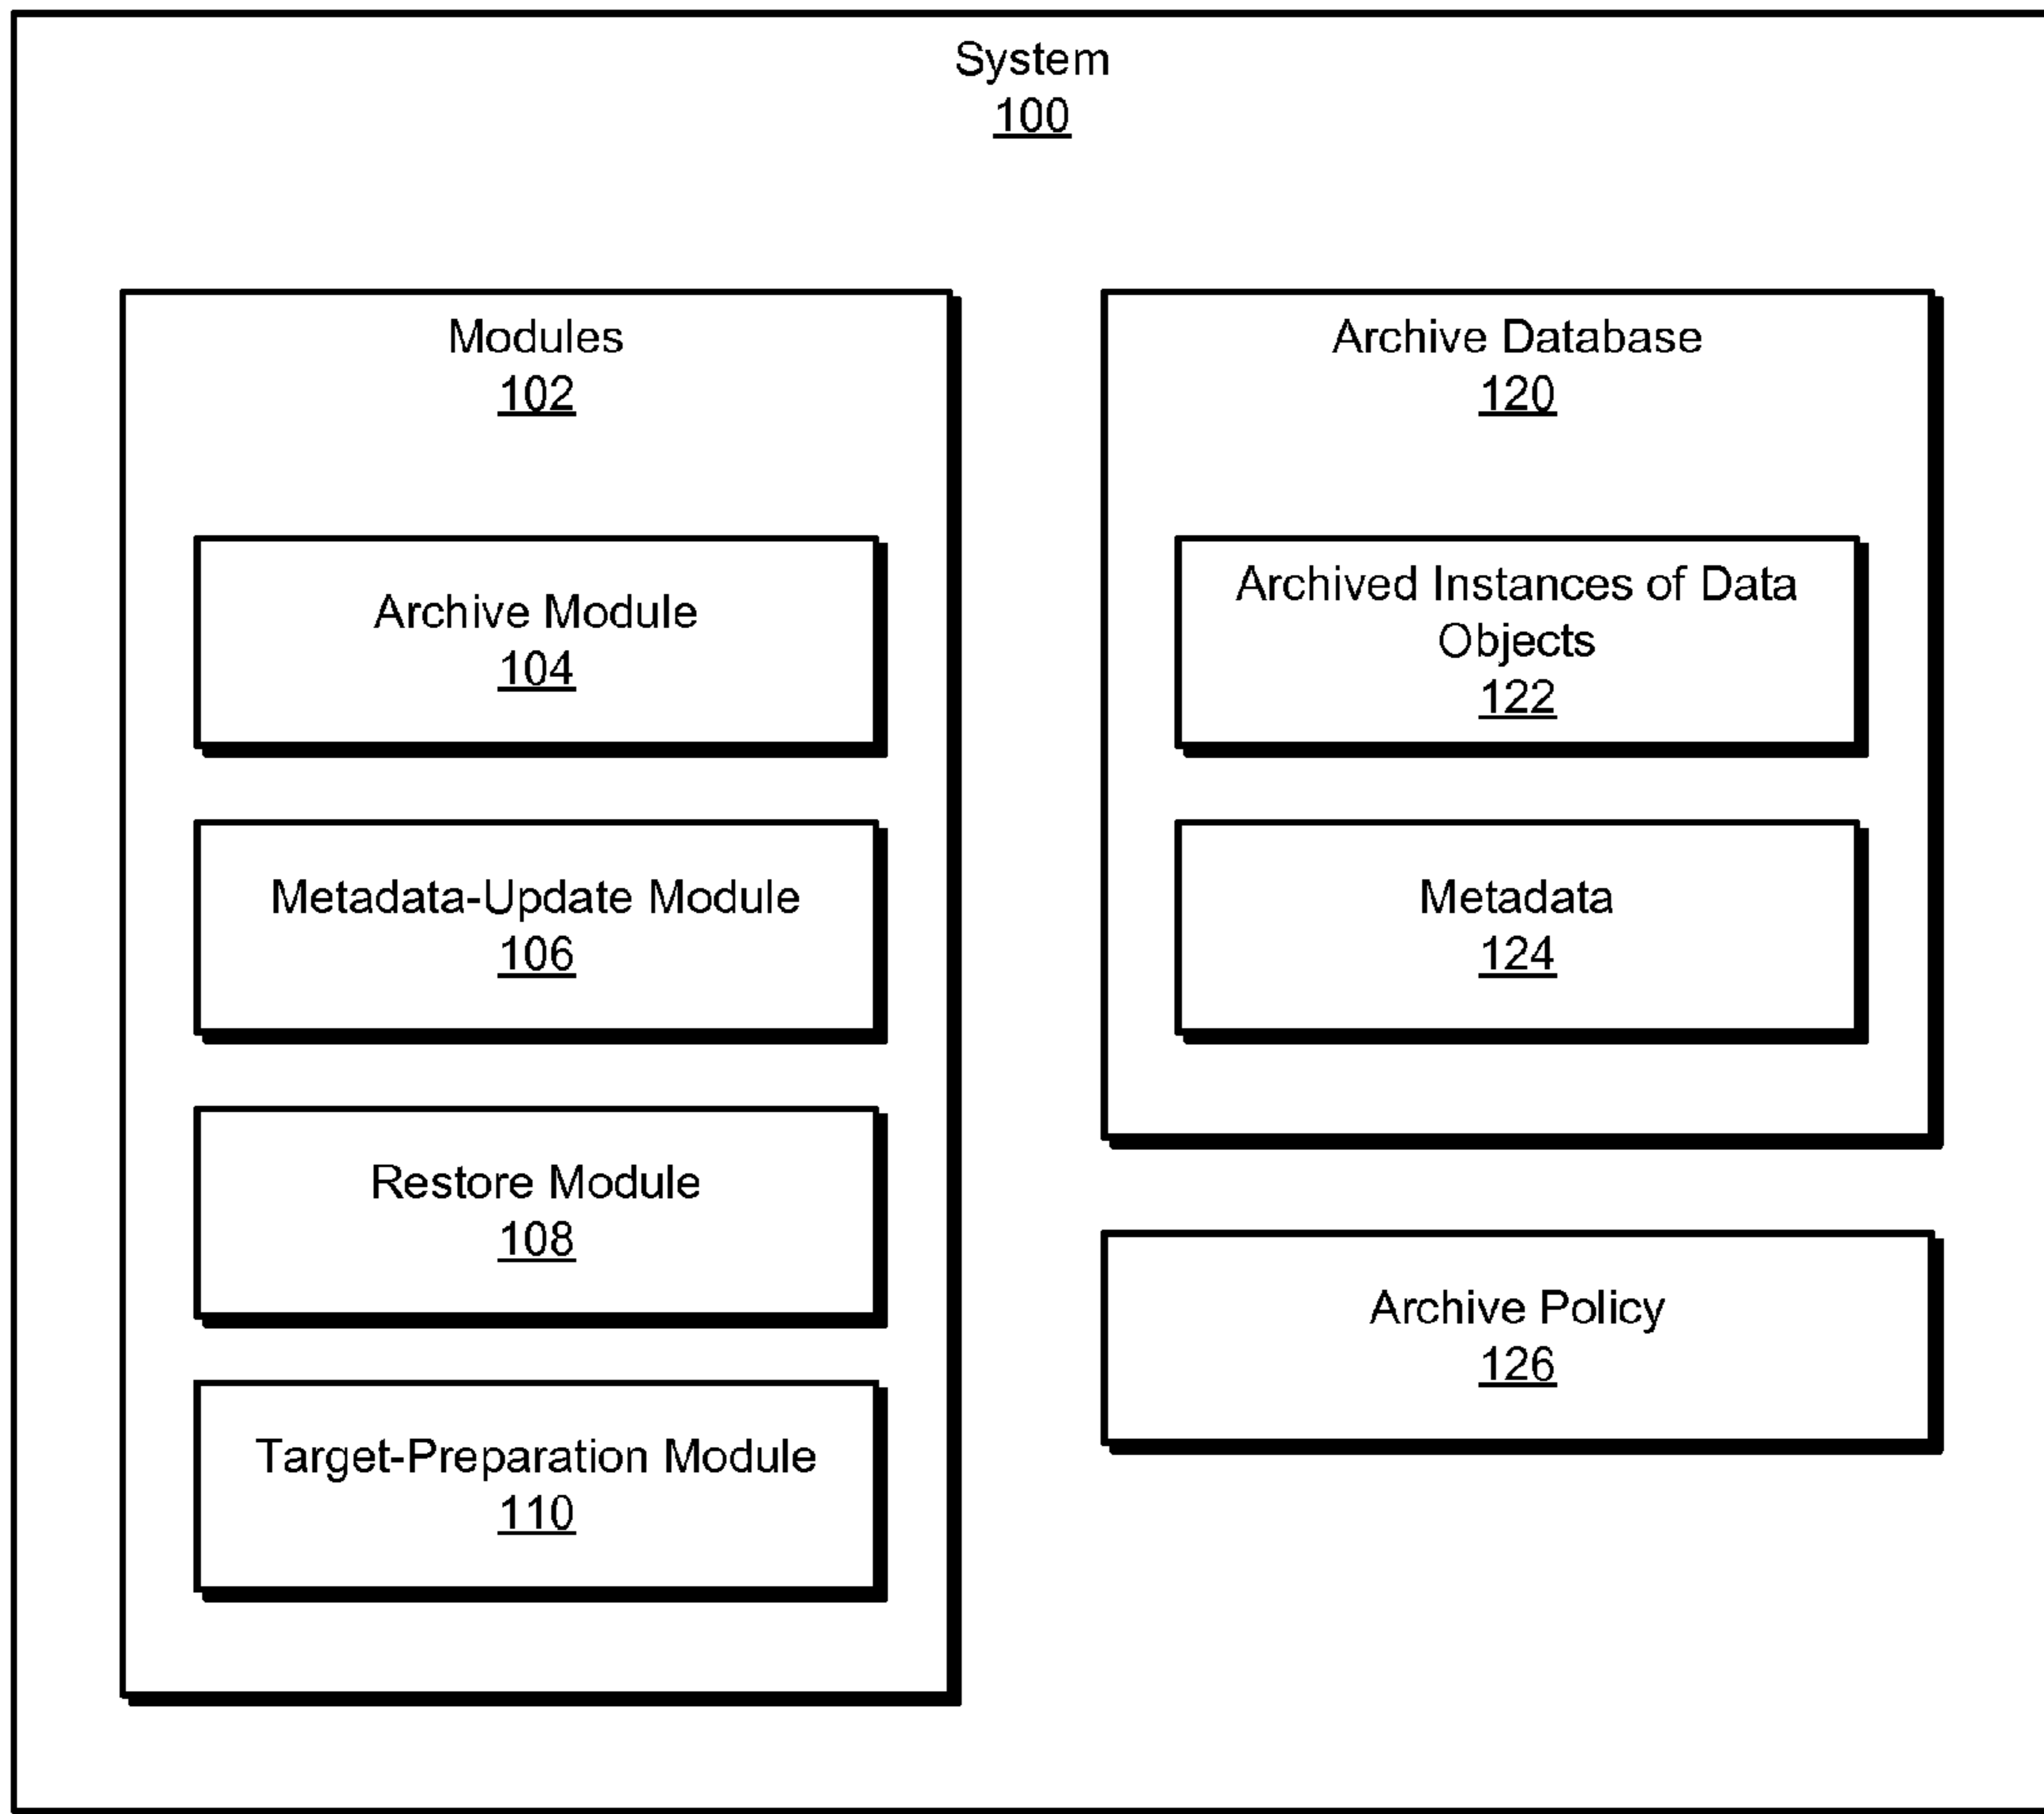 System
100
Modules
102
Archive Module
104
Metadata-Update Module
106
Restore Module
108
Target-Preparation Module
110
Archive Database
120
Archived Instances of Data
Objects
122
Metadata
124
Archive Policy
126